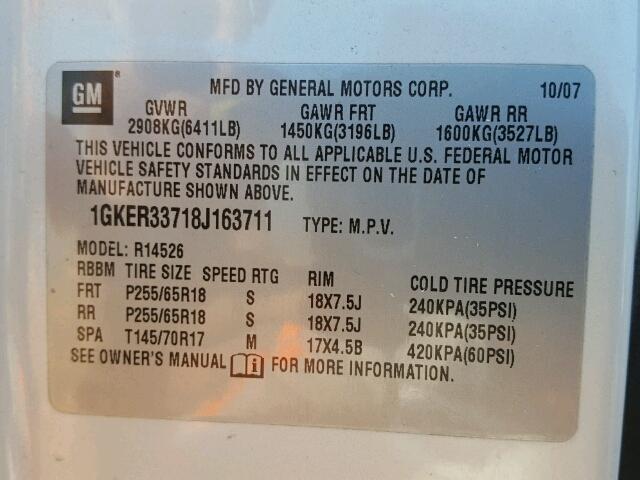 GM
MFD BY GENERAL MOTORS CORP. 10/07
GVWR GAWR FRT GAWR RR
2908KG(6411LB) 1450KG(3196LB) 1600KG(3527LB)
THIS VEHICLE CONFORMS TO ALL APPLICABLE U.S. FEDERAL MOTOR
VEHICLE SAFETY STANDARDS IN EFFECT ON THE DATE OF
MANUFACTURE SHOWN ABOVE.
1GKER33718J163711 TYPE: M.P.V.
MODEL: R14526
RBBM TIRE SIZE SPEED RTG RIM COLD TIRE PRESSURE
FRT P255/65R18 S 18X7.5J 240KPA(35PSI)
RR P255/65R18 S 18X7.5J 240KPA(35PSI)
SPA T145/70R17 M 17X4.5B 420KPA(60PSI)
SEE OWNER'S MANUAL FOR MORE INFORMATION.